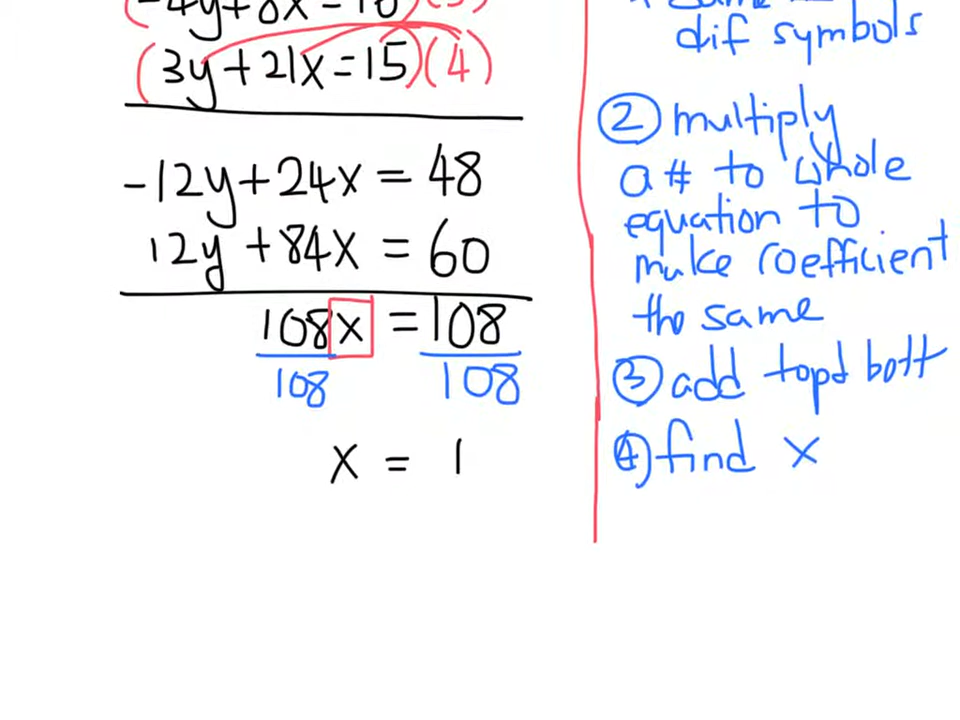 (3y+21x=15)(4)
-12y+24x = 48
12y +84x = 60
108x = 108
108 108
x = 1
dif symbols
② multiply
a # to whole
equation to
make coefficient
the same
③ add top & bott
④ find x